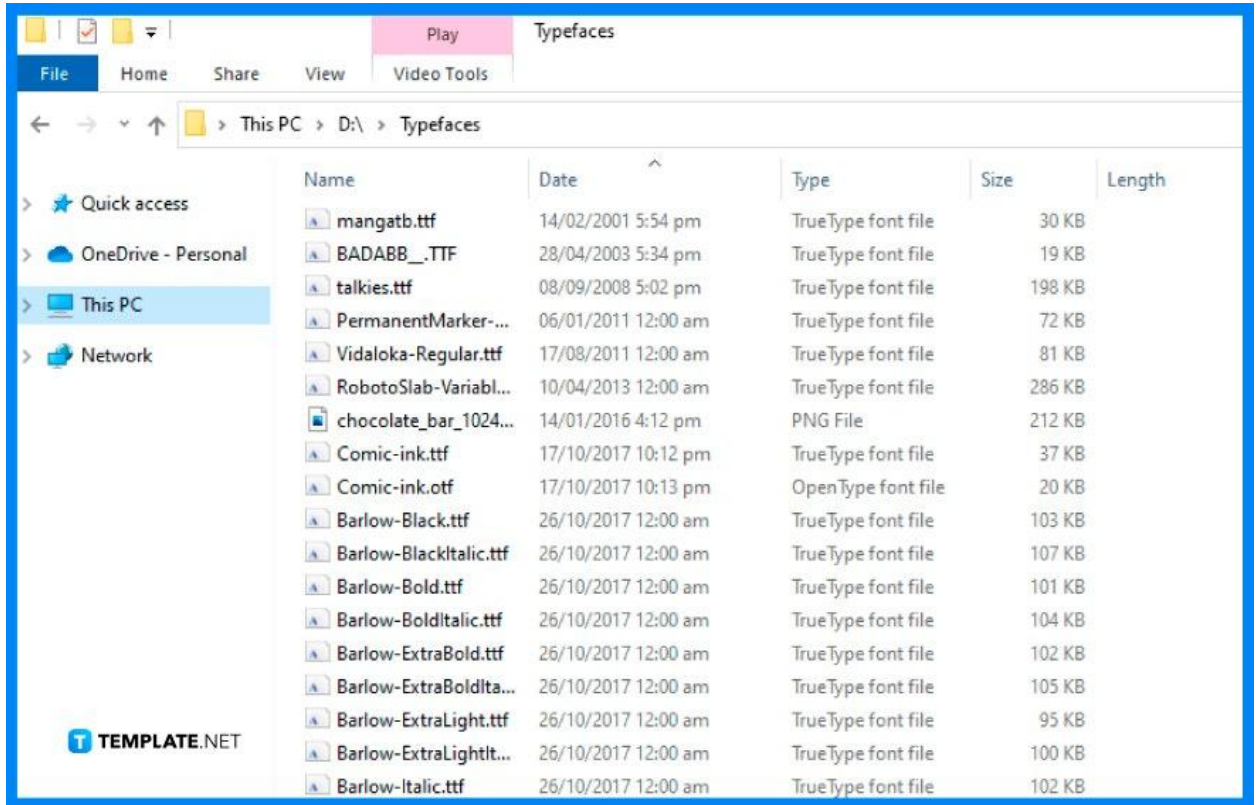 Play Typefaces
File Home Share View Video Tools
This PC > D:\ > Typefaces
Name Date Type Size Length
Quick access
OneDrive - Personal
This PC
Network
mangatb.ttf 14/02/2001 5:54 pm TrueType font file 30 KB
BADABB__.TTF 28/04/2003 5:34 pm TrueType font file 19 KB
talkies.ttf 08/09/2008 5:02 pm TrueType font file 198 KB
PermanentMarker-... 06/01/2011 12:00 am TrueType font file 72 KB
Vidaloka-Regular.ttf 17/08/2011 12:00 am TrueType font file 81 KB
RobotoSlab-Variabl... 10/04/2013 12:00 am TrueType font file 286 KB
chocolate_bar_1024... 14/01/2016 4:12 pm PNG File 212 KB
Comic-ink.ttf 17/10/2017 10:12 pm TrueType font file 37 KB
Comic-ink.otf 17/10/2017 10:13 pm OpenType font file 20 KB
Barlow-Black.ttf 26/10/2017 12:00 am TrueType font file 103 KB
Barlow-BlackItalic.ttf 26/10/2017 12:00 am TrueType font file 107 KB
Barlow-Bold.ttf 26/10/2017 12:00 am TrueType font file 101 KB
Barlow-BoldItalic.ttf 26/10/2017 12:00 am TrueType font file 104 KB
Barlow-ExtraBold.ttf 26/10/2017 12:00 am TrueType font file 102 KB
Barlow-ExtraBoldIta... 26/10/2017 12:00 am TrueType font file 105 KB
Barlow-ExtraLight.ttf 26/10/2017 12:00 am TrueType font file 95 KB
Barlow-ExtraLightIt... 26/10/2017 12:00 am TrueType font file 100 KB
Barlow-Italic.ttf 26/10/2017 12:00 am TrueType font file 102 KB
T TEMPLATE.NET